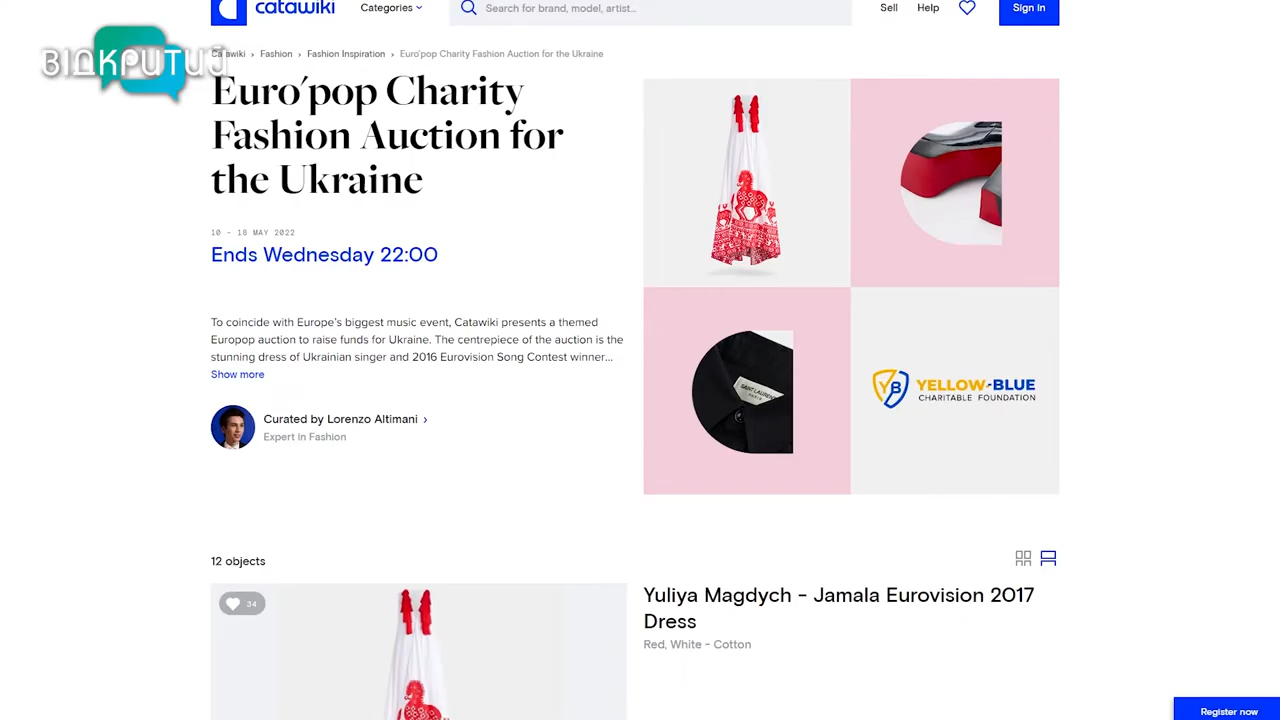 catawiki
Categories
Search for brand, model, artist...
Sell
Help
Sign in
ВІДКРИТИЙ
Catawiki › Fashion › Fashion Inspiration › Euro'pop Charity Fashion Auction for the Ukraine
Euro'pop Charity
Fashion Auction for
the Ukraine
10 - 18 MAY 2022
Ends Wednesday 22:00
To coincide with Europe's biggest music event, Catawiki presents a themed
Europop auction to raise funds for Ukraine. The centrepiece of the auction is the
stunning dress of Ukrainian singer and 2016 Eurovision Song Contest winner...
Show more
Curated by Lorenzo Altimani ›
Expert in Fashion
SAINT LAURENT
PARIS
YB
YELLOW-BLUE
CHARITABLE FOUNDATION
12 objects
34
Yuliya Magdych - Jamala Eurovision 2017
Dress
Red, White - Cotton
Register now